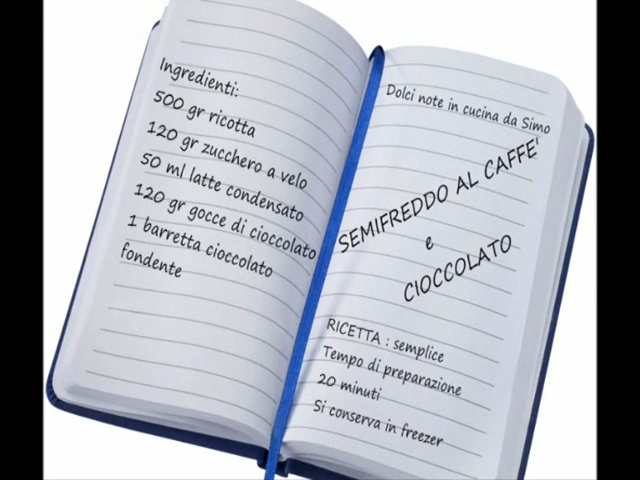 Ingredienti:
500 gr ricotta
120 gr zucchero a velo
50 ml latte condensato
120 gr gocce di cioccolato
1 barretta cioccolato
fondente
Dolci note in cucina da Simo
SEMIFREDDO AL CAFFE'
e
CIOCCOLATO
RICETTA : semplice
Tempo di preparazione
20 minuti
Si conserva in freezer